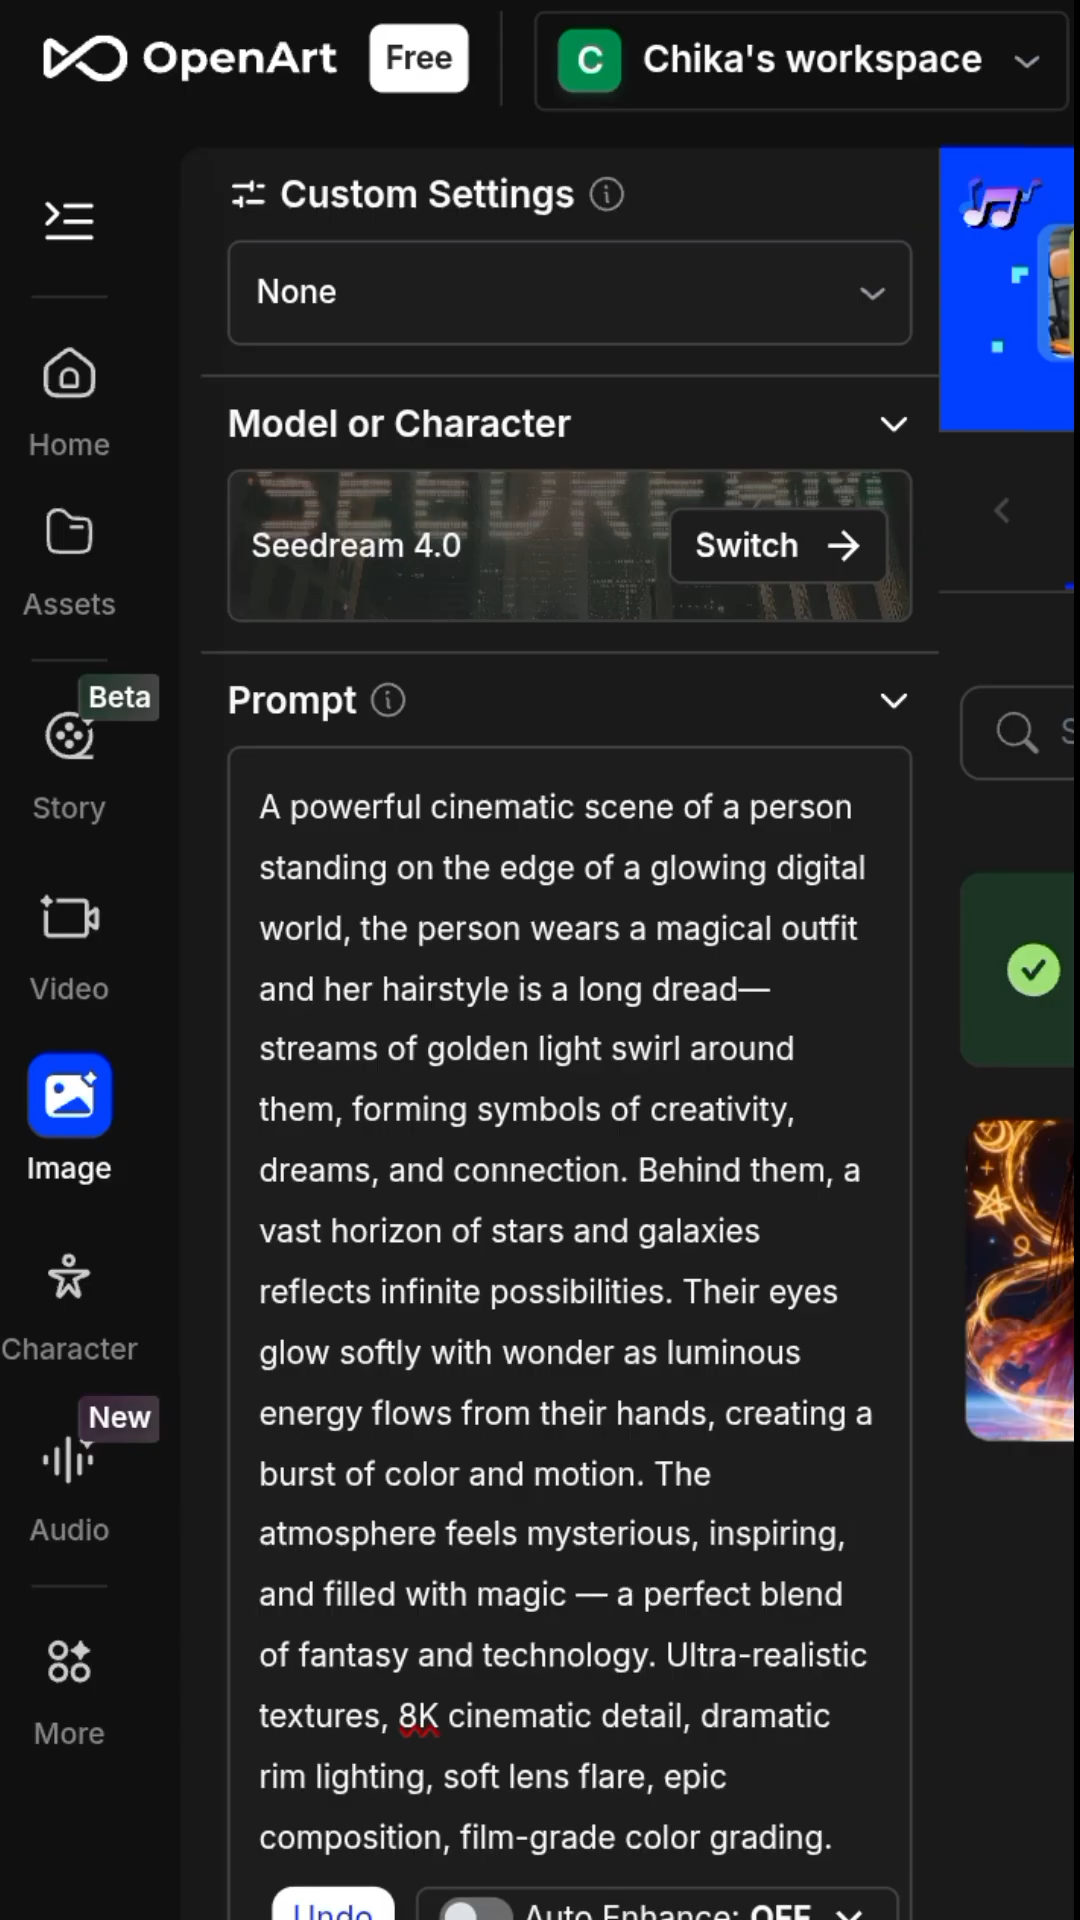 OpenArt
Free
C
Chika's workspace
Custom Settings
None
Home
Model or Character
Seedream 4.0
Switch
Assets
Prompt
Beta
Story
A powerful cinematic scene of a person
standing on the edge of a glowing digital
world, the person wears a magical outfit
and her hairstyle is a long dread—
streams of golden light swirl around
them, forming symbols of creativity,
dreams, and connection. Behind them, a
vast horizon of stars and galaxies
reflects infinite possibilities. Their eyes
glow softly with wonder as luminous
energy flows from their hands, creating a
burst of color and motion. The
atmosphere feels mysterious, inspiring,
and filled with magic — a perfect blend
of fantasy and technology. Ultra-realistic
textures, 8K cinematic detail, dramatic
rim lighting, soft lens flare, epic
composition, film-grade color grading.
Video
Image
Character
New
Audio
More
Undo
Auto Enhance: OFF